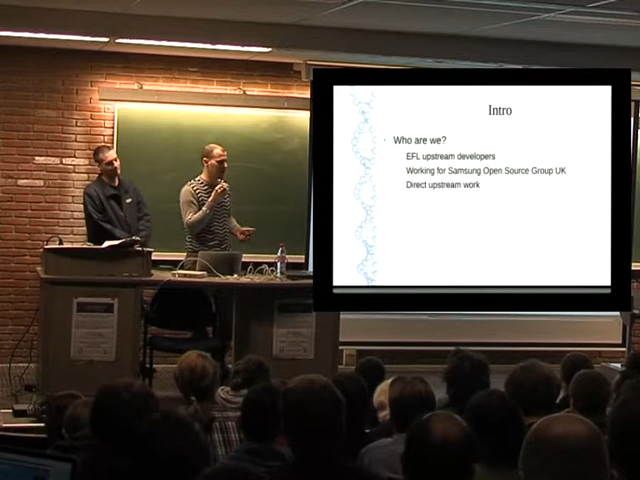 Intro
Who are we?
EFL upstream developers
Working for Samsung Open Source Group UK
Direct upstream work